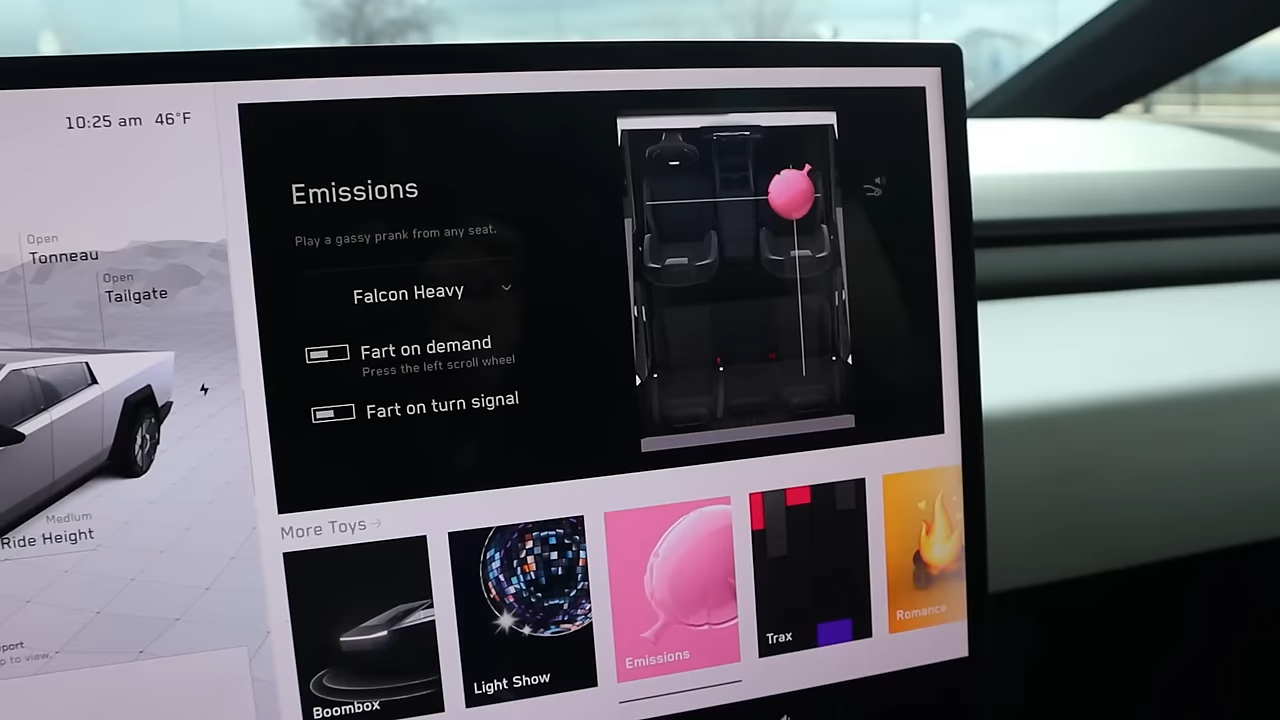 10:25 am 46°F
Open
Tonneau
Open
Tailgate
Medium
Ride Height
p to view.
Emissions
Play a gassy prank from any seat.
Falcon Heavy
Fart on demand
Press the left scroll wheel
Fart on turn signal
More Toys
Boombox
Light Show
Emissions
Trax
Romance